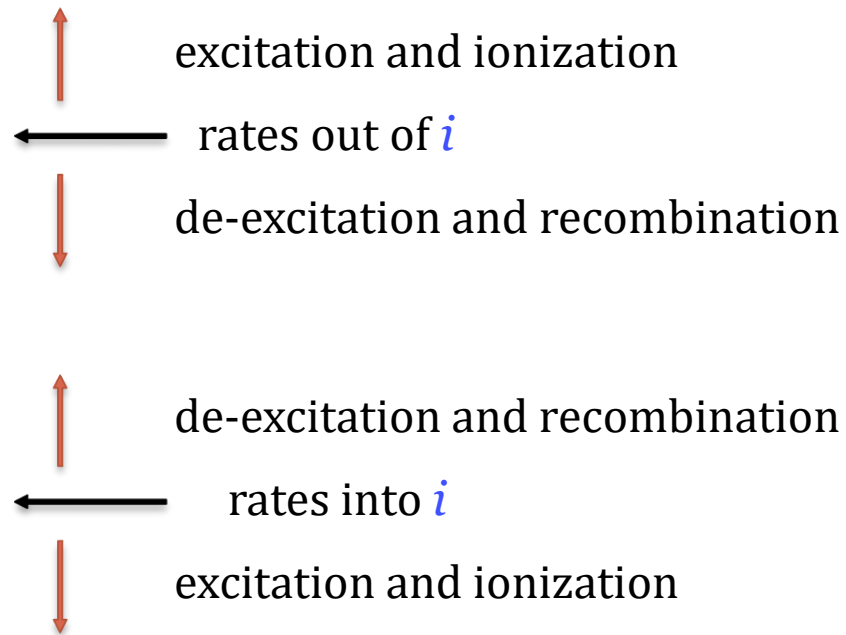 excitation and ionization
rates out of i
de-excitation and recombination
de-excitation and recombination
rates into i
excitation and ionization